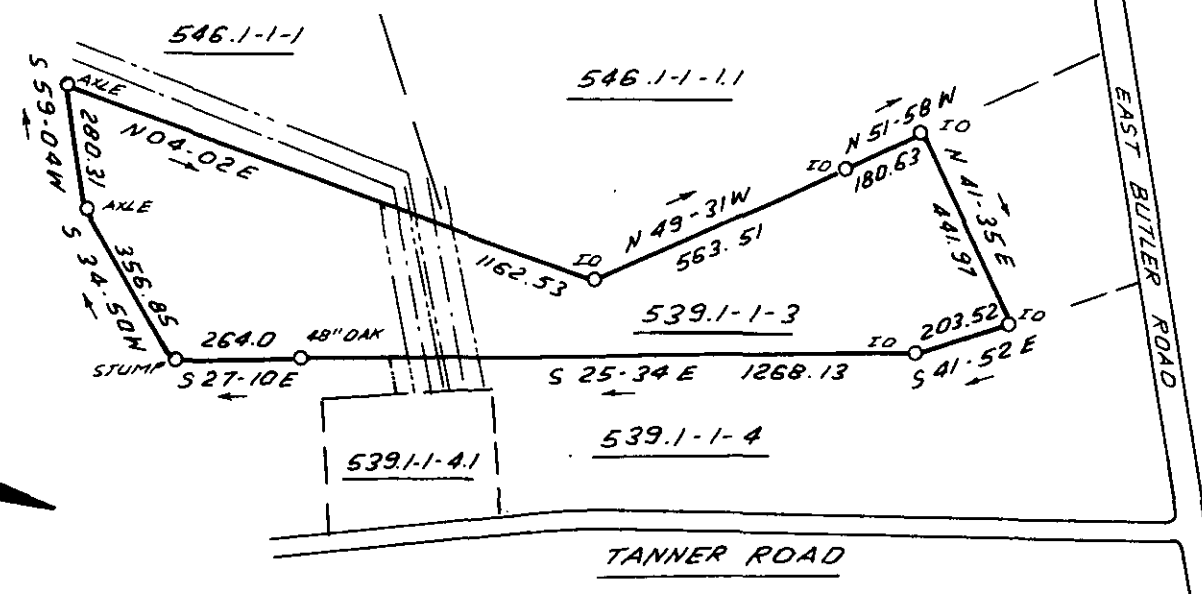 546.1-1-1
546.1-1-1.1
S 59-04W
280.31
AXLE
N 04-02 E
1162.53
AXLE
S 34-50W
356.85
STUMP
264.0
S 27-10 E
48" OAK
IO
N 49-31 W
563.51
IO
N 51-58 W
180.63
IO
N 41-35 E
441.97
IO
203.52
S 41-52 E
IO
539.1-1-3
S 25-34 E
1268.13
539.1-1-4
539.1-1-4.1
EAST BUTLER ROAD
TANNER ROAD